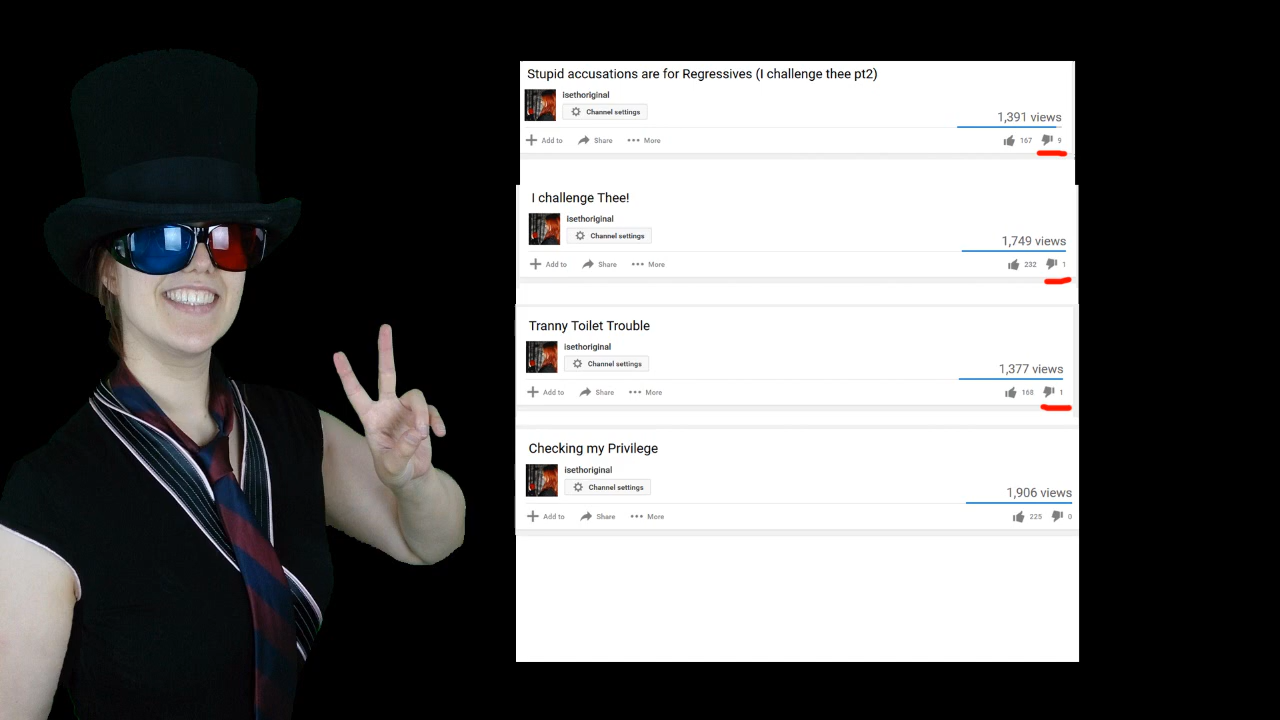 Stupid accusations are for Regressives (I challenge thee pt2)
isethoriginal
Channel settings
1,391 views
Add to Share More 167 9
I challenge Thee!
isethoriginal
Channel settings
1,749 views
Add to Share More 232 1
Tranny Toilet Trouble
isethoriginal
Channel settings
1,377 views
Add to Share More 168 1
Checking my Privilege
isethoriginal
Channel settings
1,906 views
Add to Share More 225 0